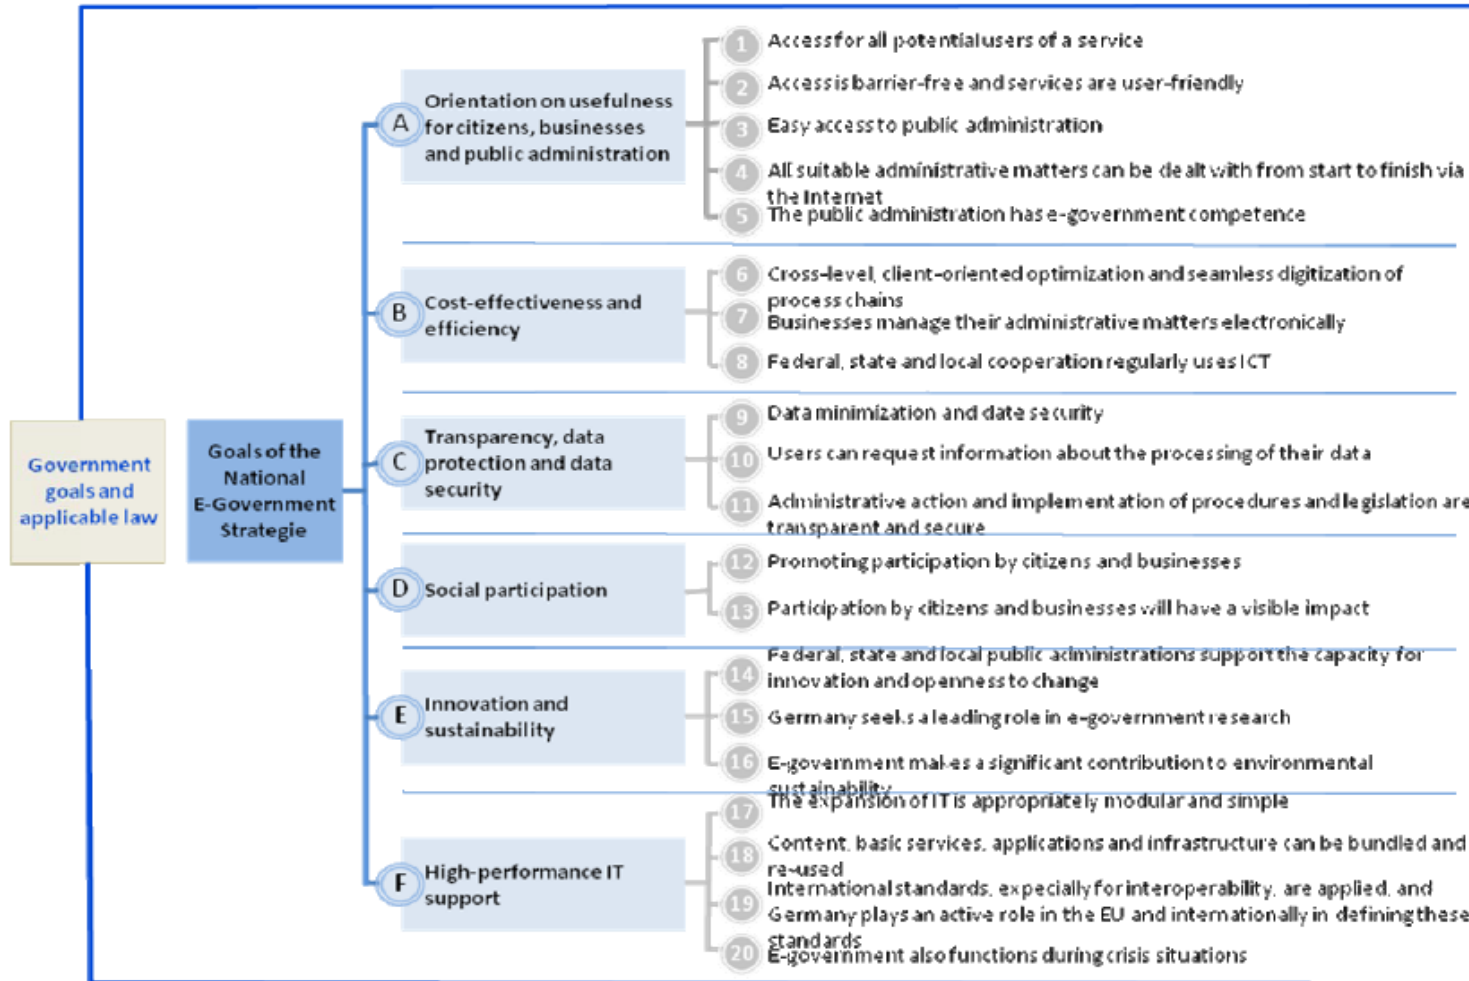 Government
goals and
applicable law
Goals of the
National
E-Government
Strategie
A
Orientation on usefulness
for citizens, businesses
and public administration
1
Access for all potential users of a service
2
Access is barrier-free and services are user-friendly
3
Easy access to public administration
4
All suitable administrative matters can be dealt with from start to finish via
the Internet
5
The public administration has e-government competence
B
Cost-effectiveness and
efficiency
6
Cross-level, client-oriented optimization and seamless digitization of
process chains
7
Businesses manage their administrative matters electronically
8
Federal, state and local cooperation regularly uses ICT
C
Transparency, data
protection and data
security
9
Data minimization and date security
10
Users can request information about the processing of their data
11
Administrative action and implementation of procedures and legislation are
transparent and secure
D
Social participation
12
Promoting participation by citizens and businesses
13
Participation by citizens and businesses will have a visible impact
E
Innovation and
sustainability
14
Federal, state and local public administrations support the capacity for
innovation and openness to change
15
Germany seeks a leading role in e-government research
16
E-government makes a significant contribution to environmental
sustainability
F
High-performance IT
support
17
The expansion of IT is appropriately modular and simple
18
Content, basic services, applications and infrastructure can be bundled and
re-used
19
International standards, expecially for interoperability, are applied, and
Germany plays an active role in the EU and internationally in defining these
standards
20
E-government also functions during crisis situations